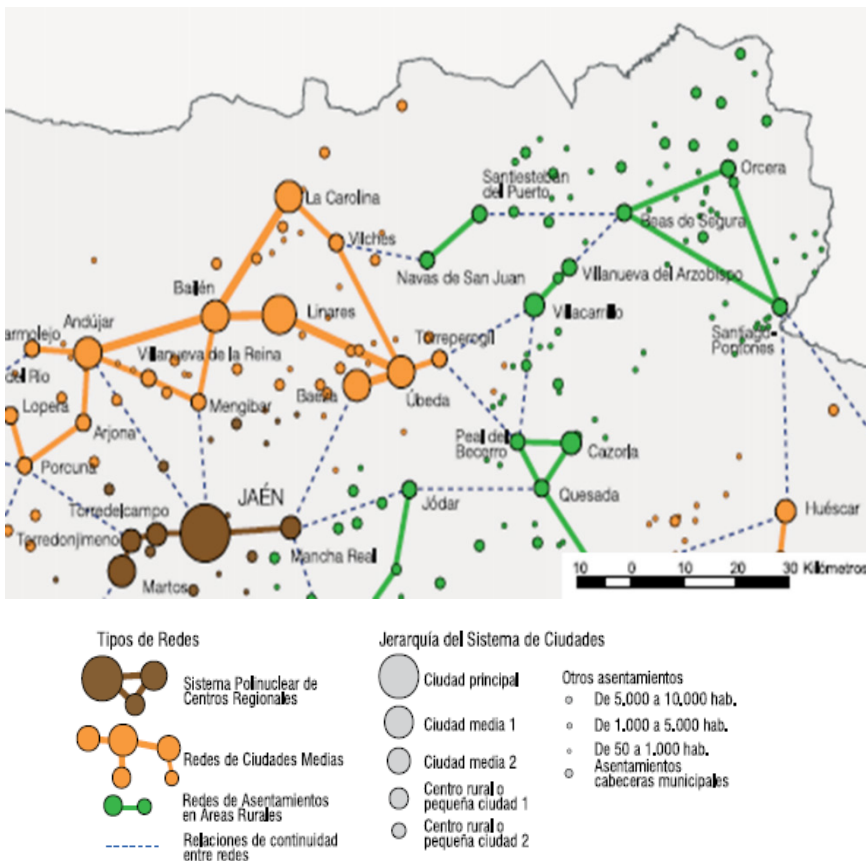 Orcera
Santiesteban
del Puerto
La Carolina
Beas de Segura
Vilches
Navas de San Juan
Villanueva del Arzobispo
Bailén
Linares
Villacarrillo
Andújar
Santiago-
Pontones
armolejo
Torreperogil
Villanueva de la Reina
del Río
Baeza
Úbeda
Lopera
Mengíbar
Arjona
Peal del
Becerro
Cazorla
Porcuna
JAÉN
Jódar
Quesada
Huéscar
Torredelcampo
Torredonjimeno
Mancha Real
Martos
10 0 10 20 30 Kilómetros
Tipos de Redes
Sistema Polinuclear de
Centros Regionales
Redes de Ciudades Medias
Redes de Asentamientos
en Áreas Rurales
Relaciones de continuidad
entre redes
Jerarquía del Sistema de Ciudades
Ciudad principal
Ciudad media 1
Ciudad media 2
Centro rural o
pequeña ciudad 1
Centro rural o
pequeña ciudad 2
Otros asentamientos
De 5.000 a 10.000 hab.
De 1.000 a 5.000 hab.
De 50 a 1.000 hab.
Asentamientos
cabeceras municipales